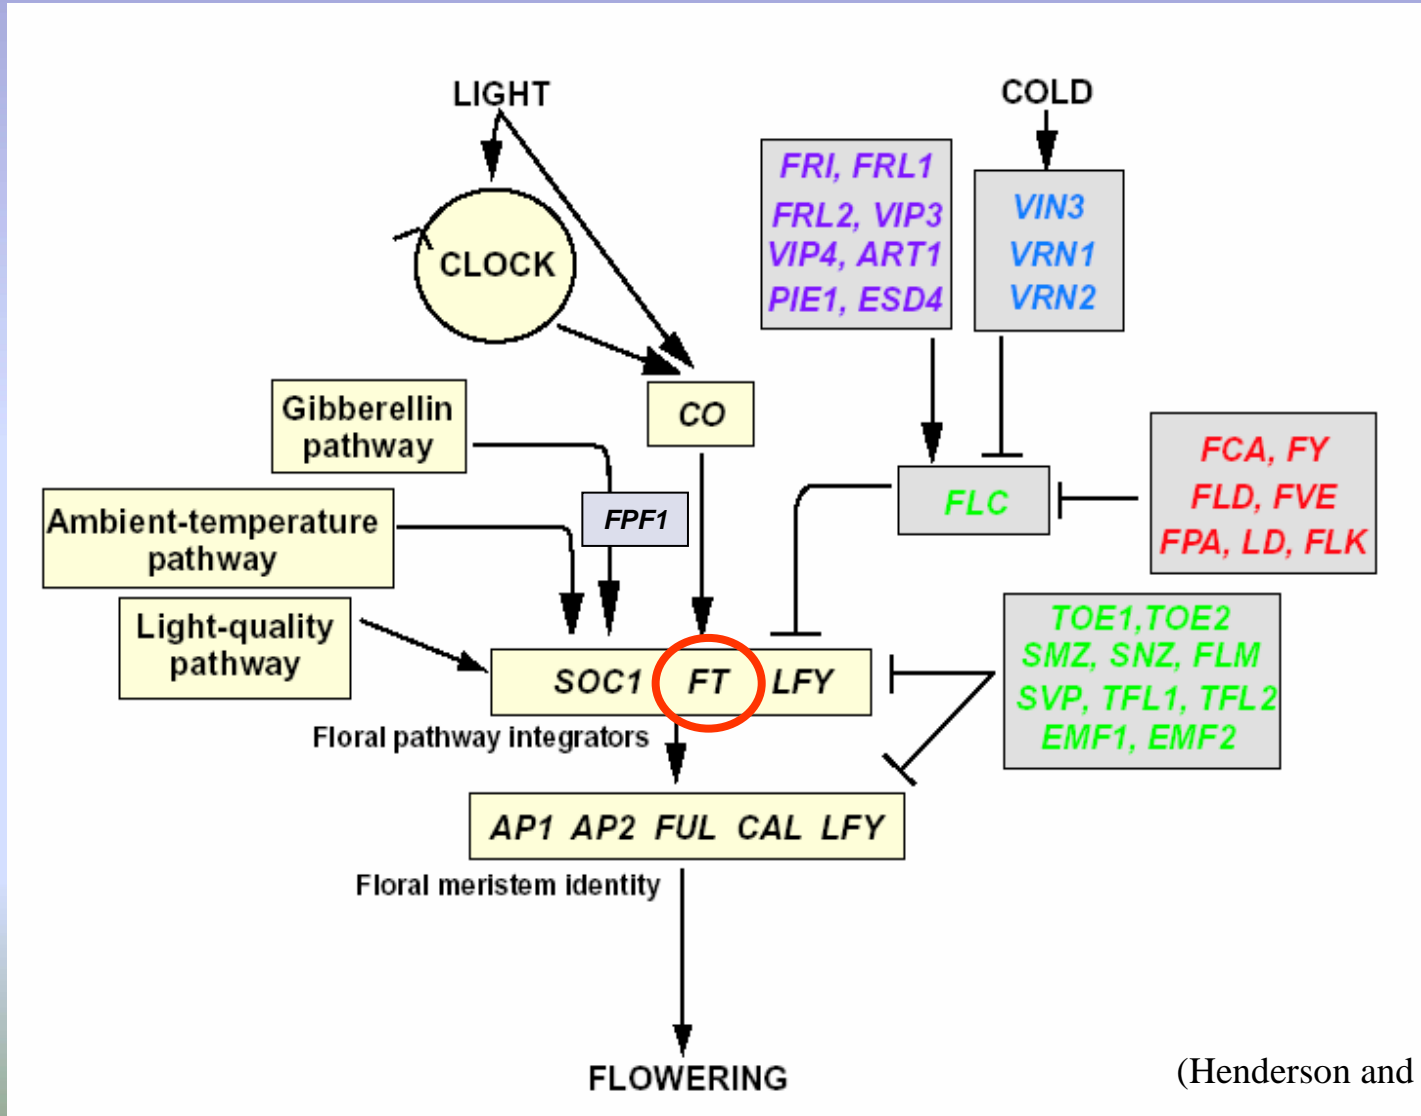 LIGHT
COLD
FRI, FRL1
FRL2, VIP3
VIP4, ART1
PIE1, ESD4
VIN3
VRN1
VRN2
CLOCK
Gibberellin
pathway
CO
FCA, FY
FLD, FVE
FPA, LD, FLK
FLC
Ambient-temperature
pathway
FPF1
Light-quality
pathway
TOE1,TOE2
SMZ, SNZ, FLM
SVP, TFL1, TFL2
EMF1, EMF2
SOC1 FT LFY
Floral pathway integrators
AP1 AP2 FUL CAL LFY
Floral meristem identity
FLOWERING
(Henderson and